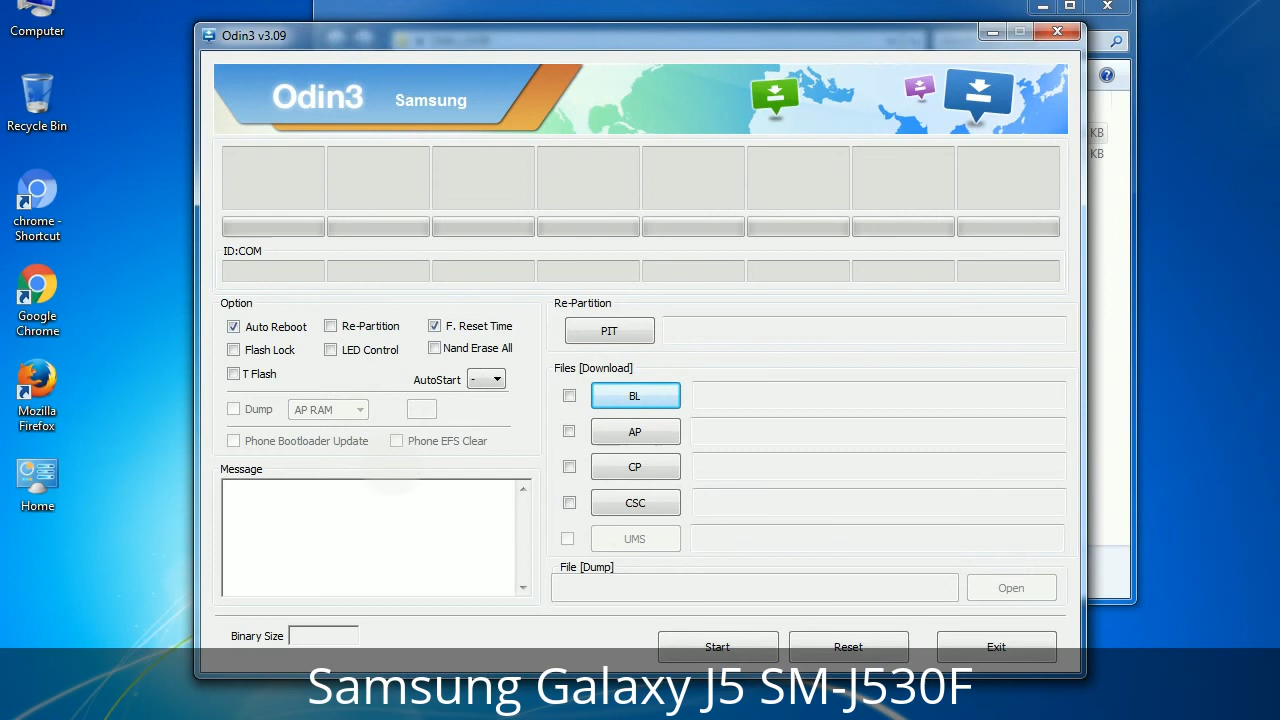 Computer
Recycle Bin
chrome -
Shortcut
Google
Chrome
Mozilla
Firefox
Home
Odin3 v3.09
KB
KB
Odin3 Samsung
ID:COM
Option
Auto Reboot Re-Partition F. Reset Time
Flash Lock LED Control Nand Erase All
T Flash
AutoStart -
Dump AP RAM
Phone Bootloader Update Phone EFS Clear
Message
Re-Partition
PIT
Files [Download]
BL
AP
CP
CSC
UMS
File [Dump]
Open
Binary Size
Start Reset Exit
Samsung Galaxy J5 SM-J530F